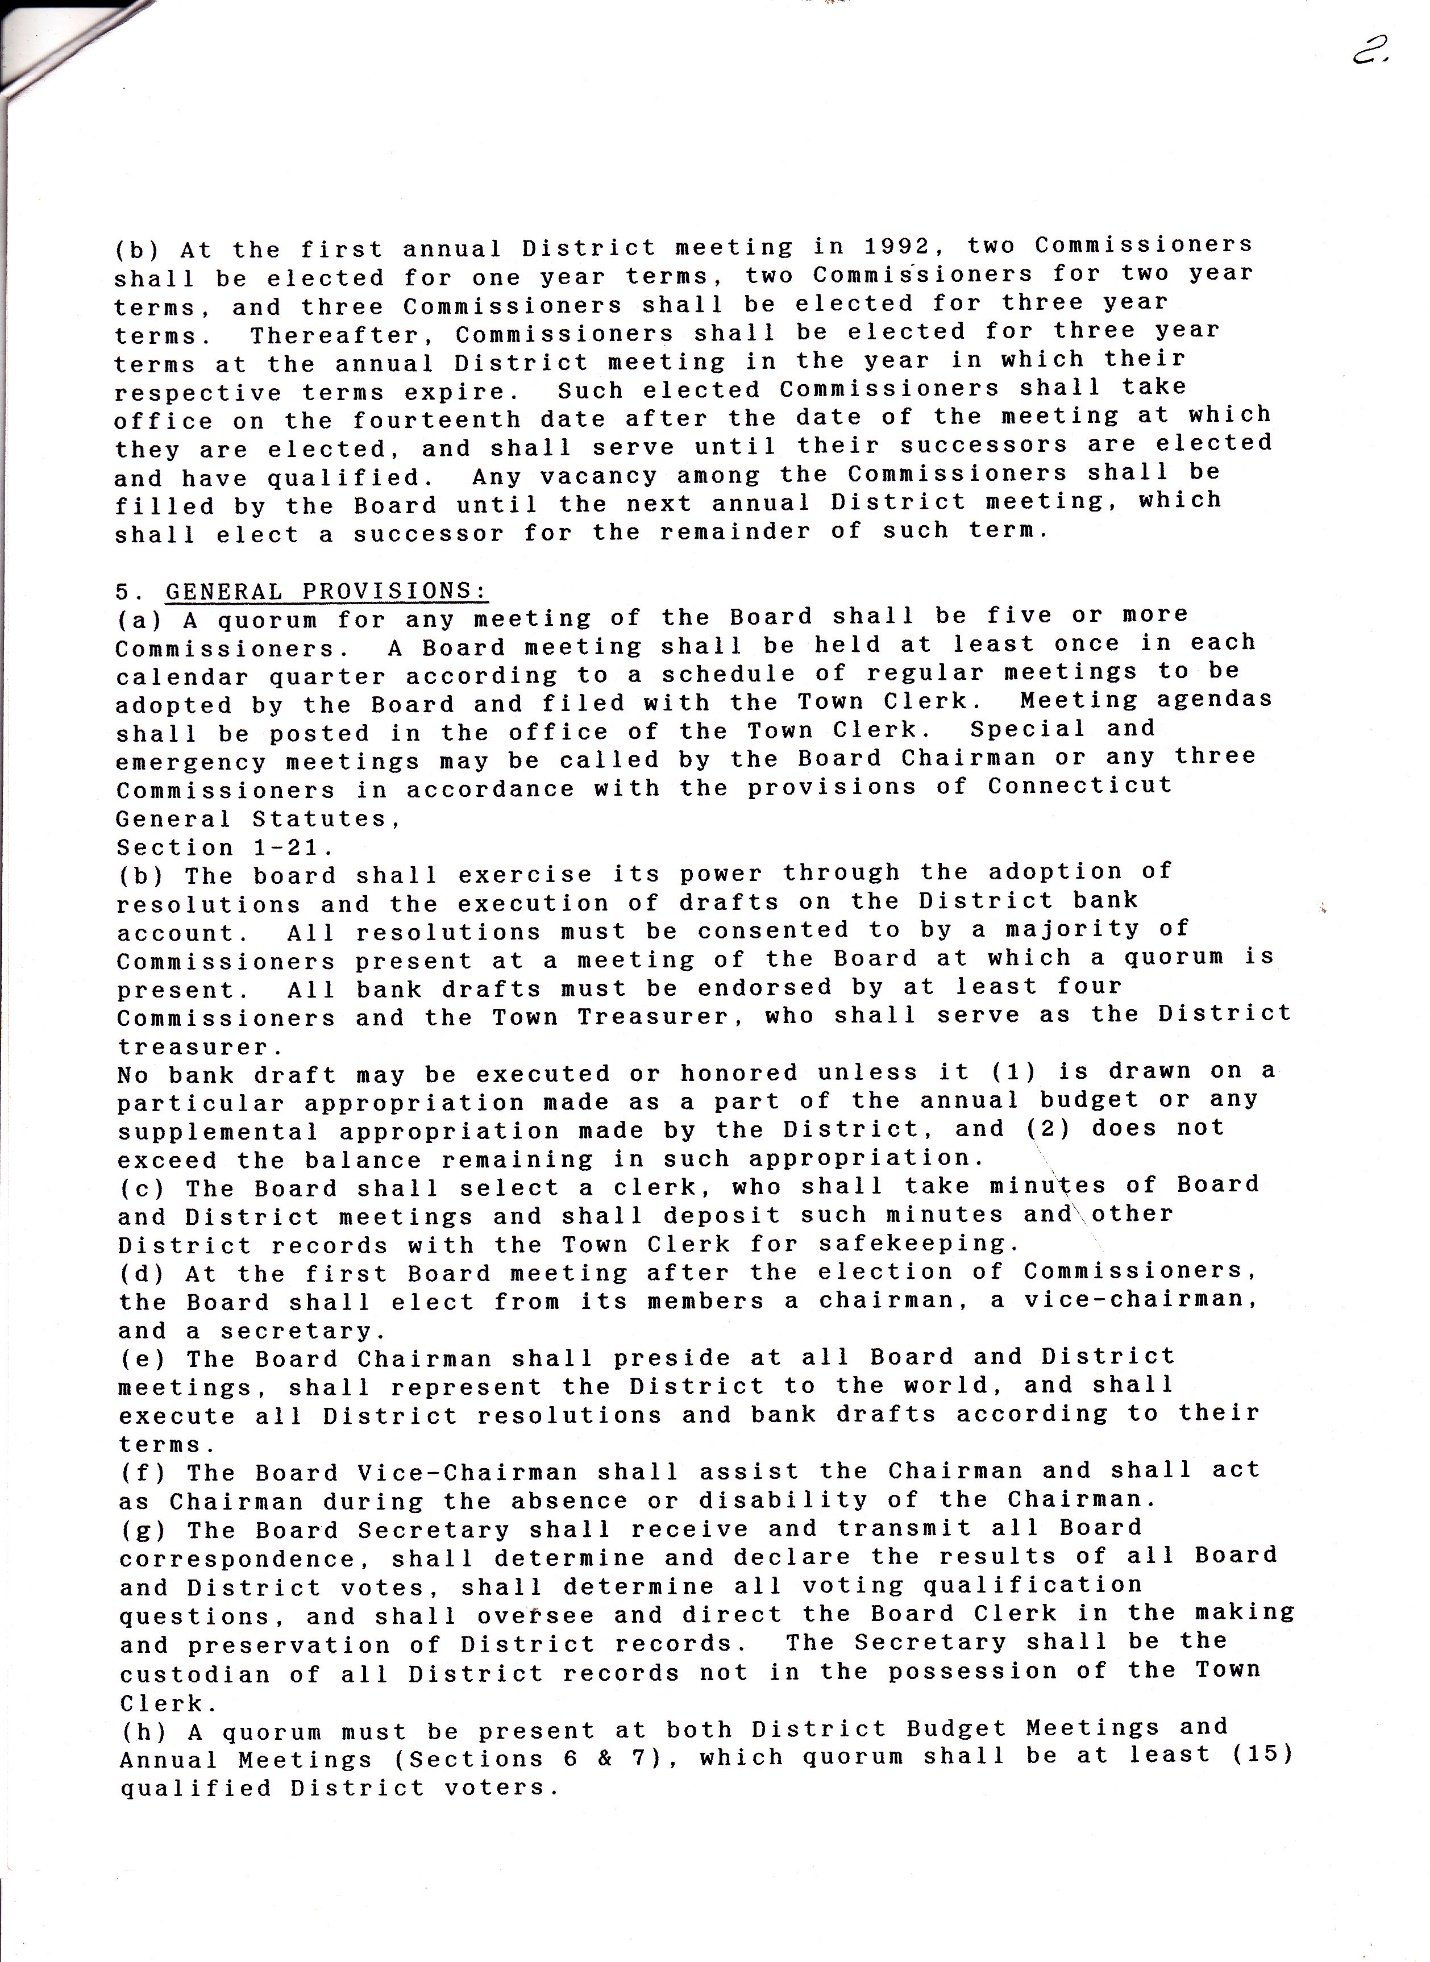 2.
(b) At the first annual District meeting in 1992, two Commissioners
shall be elected for one year terms, two Commissioners for two year
terms, and three Commissioners shall be elected for three year
terms.  Thereafter, Commissioners shall be elected for three year
terms at the annual District meeting in the year in which their
respective terms expire.  Such elected Commissioners shall take
office on the fourteenth date after the date of the meeting at which
they are elected, and shall serve until their successors are elected
and have qualified.  Any vacancy among the Commissioners shall be
filled by the Board until the next annual District meeting, which
shall elect a successor for the remainder of such term.
5. GENERAL PROVISIONS:
(a) A quorum for any meeting of the Board shall be five or more
Commissioners.  A Board meeting shall be held at least once in each
calendar quarter according to a schedule of regular meetings to be
adopted by the Board and filed with the Town Clerk.  Meeting agendas
shall be posted in the office of the Town Clerk.  Special and
emergency meetings may be called by the Board Chairman or any three
Commissioners in accordance with the provisions of Connecticut
General Statutes,
Section 1-21.
(b) The board shall exercise its power through the adoption of
resolutions and the execution of drafts on the District bank
account.  All resolutions must be consented to by a majority of
Commissioners present at a meeting of the Board at which a quorum is
present.  All bank drafts must be endorsed by at least four
Commissioners and the Town Treasurer, who shall serve as the District
treasurer.
No bank draft may be executed or honored unless it (1) is drawn on a
particular appropriation made as a part of the annual budget or any
supplemental appropriation made by the District, and (2) does not
exceed the balance remaining in such appropriation.
(c) The Board shall select a clerk, who shall take minutes of Board
and District meetings and shall deposit such minutes and other
District records with the Town Clerk for safekeeping.
(d) At the first Board meeting after the election of Commissioners,
the Board shall elect from its members a chairman, a vice-chairman,
and a secretary.
(e) The Board Chairman shall preside at all Board and District
meetings, shall represent the District to the world, and shall
execute all District resolutions and bank drafts according to their
terms.
(f) The Board Vice-Chairman shall assist the Chairman and shall act
as Chairman during the absence or disability of the Chairman.
(g) The Board Secretary shall receive and transmit all Board
correspondence, shall determine and declare the results of all Board
and District votes, shall determine all voting qualification
questions, and shall oversee and direct the Board Clerk in the making
and preservation of District records.  The Secretary shall be the
custodian of all District records not in the possession of the Town
Clerk.
(h) A quorum must be present at both District Budget Meetings and
Annual Meetings (Sections 6 & 7), which quorum shall be at least (15)
qualified District voters.